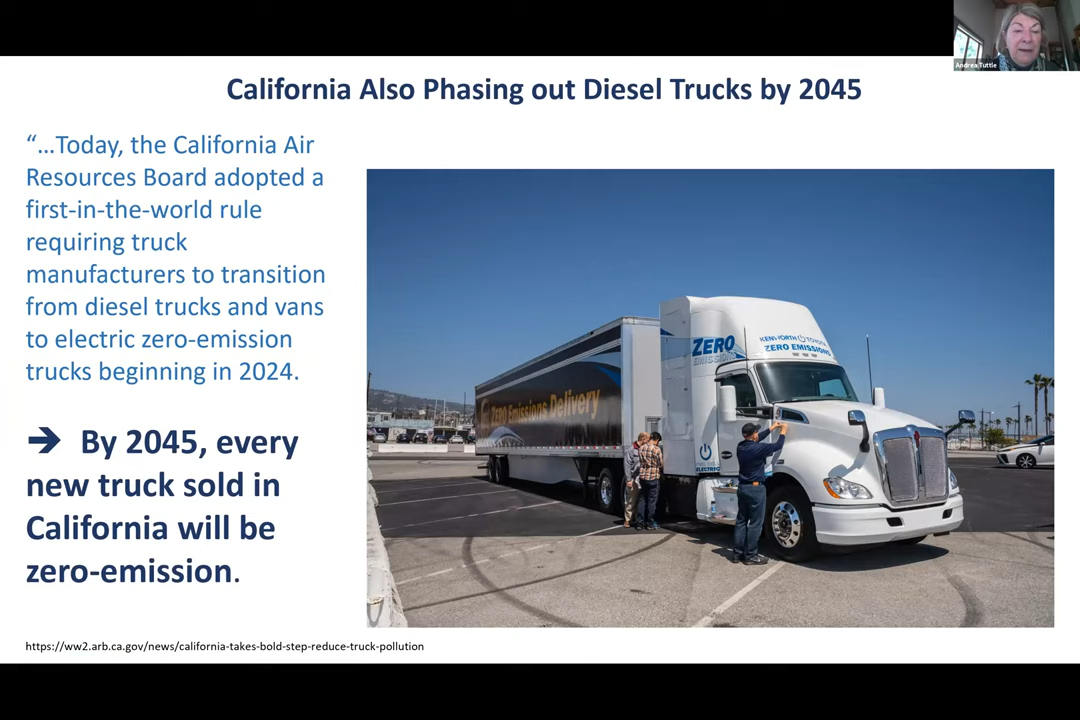 Andrea Tuttle
California Also Phasing out Diesel Trucks by 2045
“…Today, the California Air
Resources Board adopted a
first-in-the-world rule
requiring truck
manufacturers to transition
from diesel trucks and vans
to electric zero-emission
trucks beginning in 2024.
➔ By 2045, every
new truck sold in
California will be
zero-emission.
ZERO
EMISSIONS
KENWORTH TOYOTA
ZERO EMISSIONS
ZERO Emissions Delivery
ELECTRIC
https://ww2.arb.ca.gov/news/california-takes-bold-step-reduce-truck-pollution